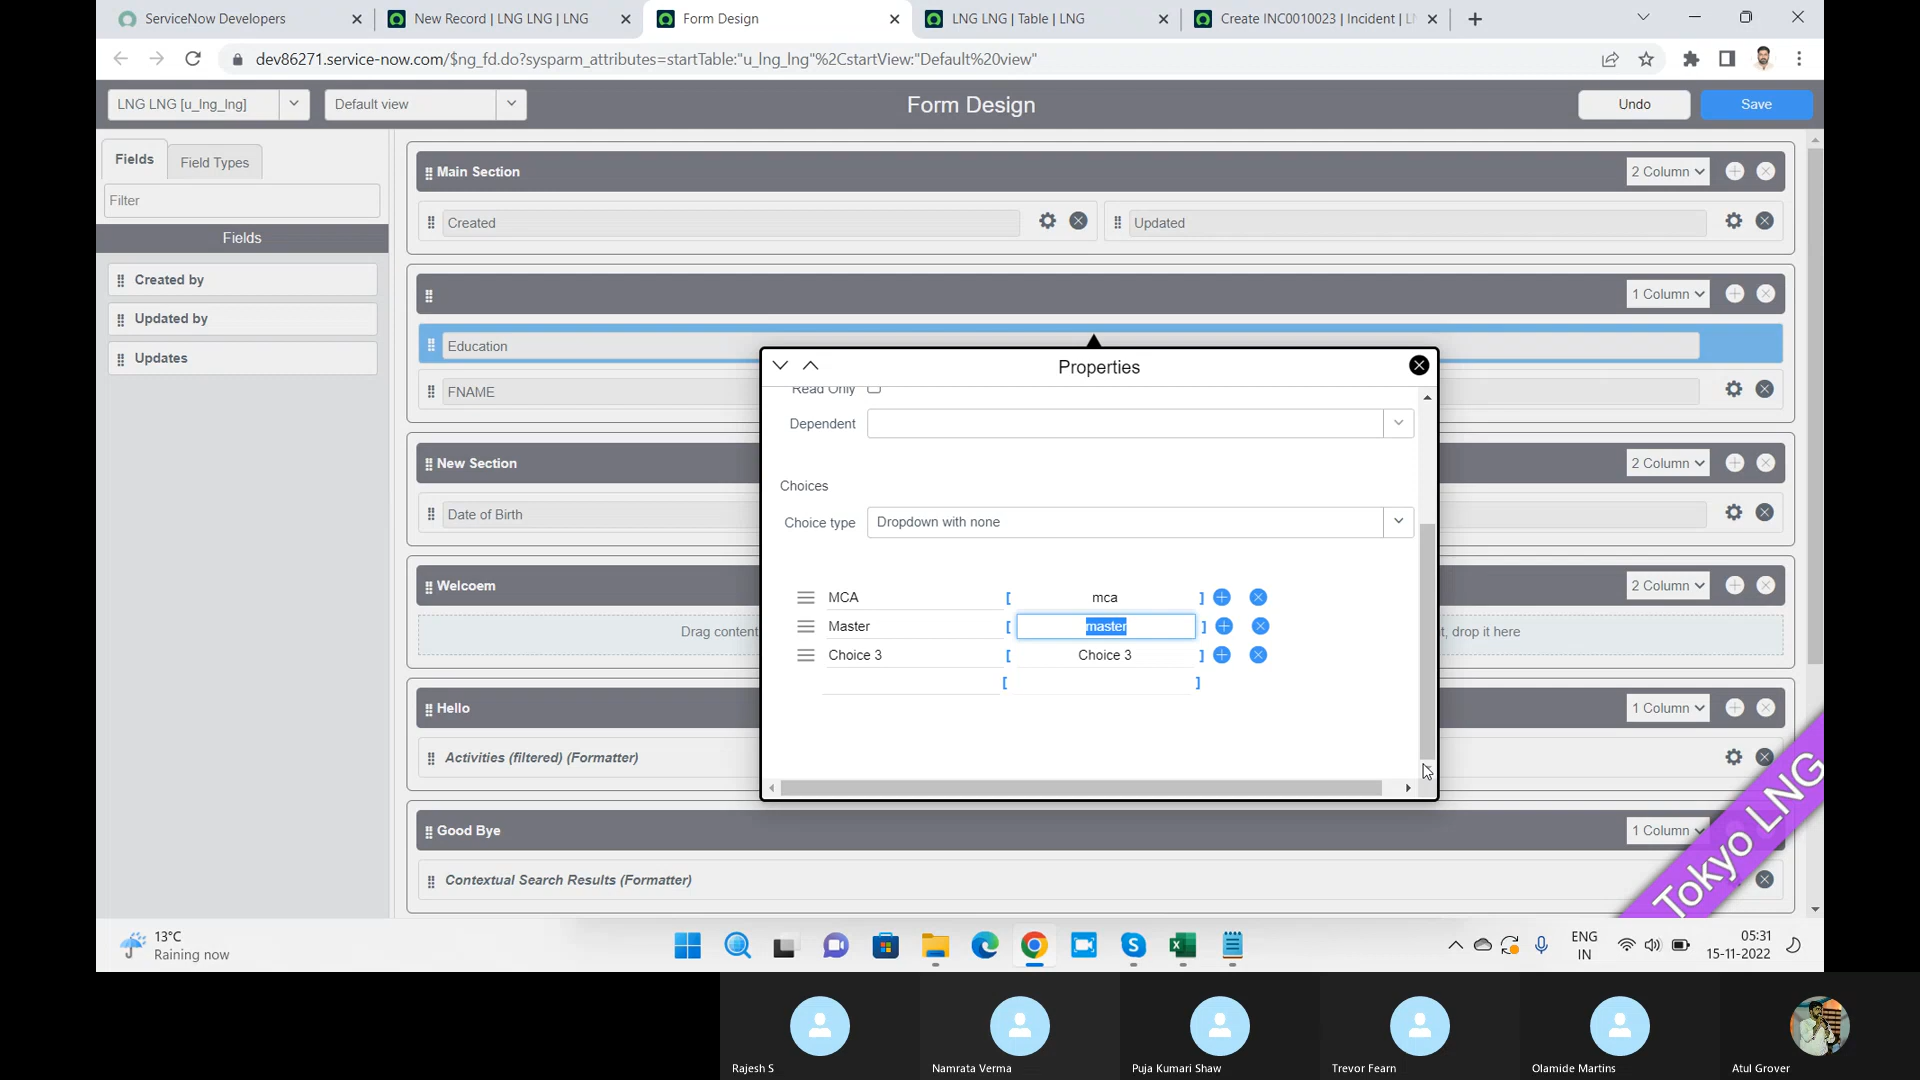 ServiceNow Developers
New Record | LNG LNG | LNG
Form Design
LNG LNG | Table | LNG
Create INC0010023 | Incident | LN
dev86271.service-now.com/$ng_fd.do?sysparm_attributes=startTable:"u_lng_lng"%2CstartView:"Default%20view"
LNG LNG [u_lng_lng]
Default view
Form Design
Undo
Save
Fields
Field Types
Filter
Fields
Created by
Updated by
Updates
Main Section
2 Column
Created
Updated
1 Column
Education
FNAME
New Section
2 Column
Date of Birth
Welcoem
2 Column
Drag content
t, drop it here
Hello
1 Column
Activities (filtered) (Formatter)
Good Bye
1 Column
Contextual Search Results (Formatter)
Properties
Read Only
Dependent
Choices
Choice type
Dropdown with none
MCA [ mca ]
Master [ master ]
Choice 3 [ Choice 3 ]
[ ]
Tokyo LNG
13°C
Raining now
ENG
IN
05:31
15-11-2022
Rajesh S
Namrata Verma
Puja Kumari Shaw
Trevor Fearn
Olamide Martins
Atul Grover